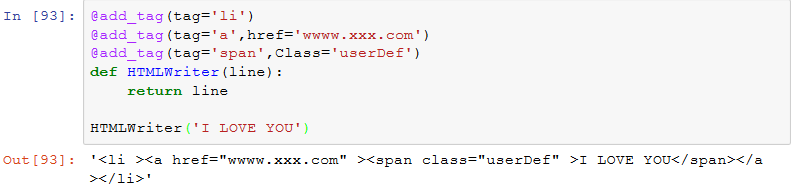 In [93]: @add_tag(tag='li')
@add_tag(tag='a',href='wwww.xxx.com')
@add_tag(tag='span',Class='userDef')
def HTMLWriter(line):
    return line
HTMLWriter('I LOVE YOU')
Out[93]: '<li ><a href="wwww.xxx.com" ><span class="userDef" >I LOVE YOU</span></a
></li>'